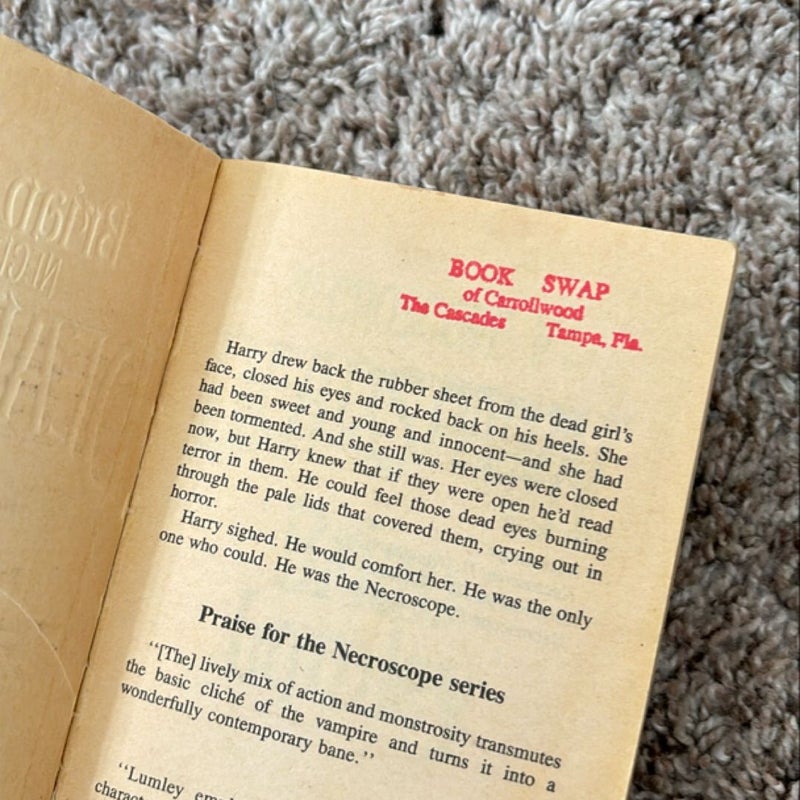 BOOK SWAP
of Carrollwood
The Cascades Tampa, Fla.
Harry drew back the rubber sheet from the dead girl's
face, closed his eyes and rocked back on his heels. She
had been sweet and young and innocent—and she had
been tormented. And she still was. Her eyes were closed
now, but Harry knew that if they were open he'd read
terror in them. He could feel those dead eyes burning
through the pale lids that covered them, crying out in
horror.
Harry sighed. He would comfort her. He was the only
one who could. He was the Necroscope.
Praise for the Necroscope series
"[The] lively mix of action and monstrosity transmutes
the basic cliché of the vampire and turns it into a
wonderfully contemporary bane."
"Lumley